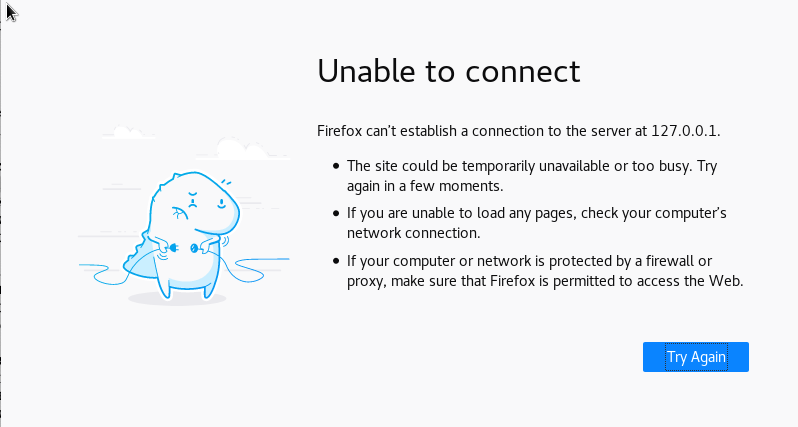 Unable to connect
Firefox can’t establish a connection to the server at 127.0.0.1.
• The site could be temporarily unavailable or too busy. Try
again in a few moments.
• If you are unable to load any pages, check your computer’s
network connection.
• If your computer or network is protected by a firewall or
proxy, make sure that Firefox is permitted to access the Web.
Try Again